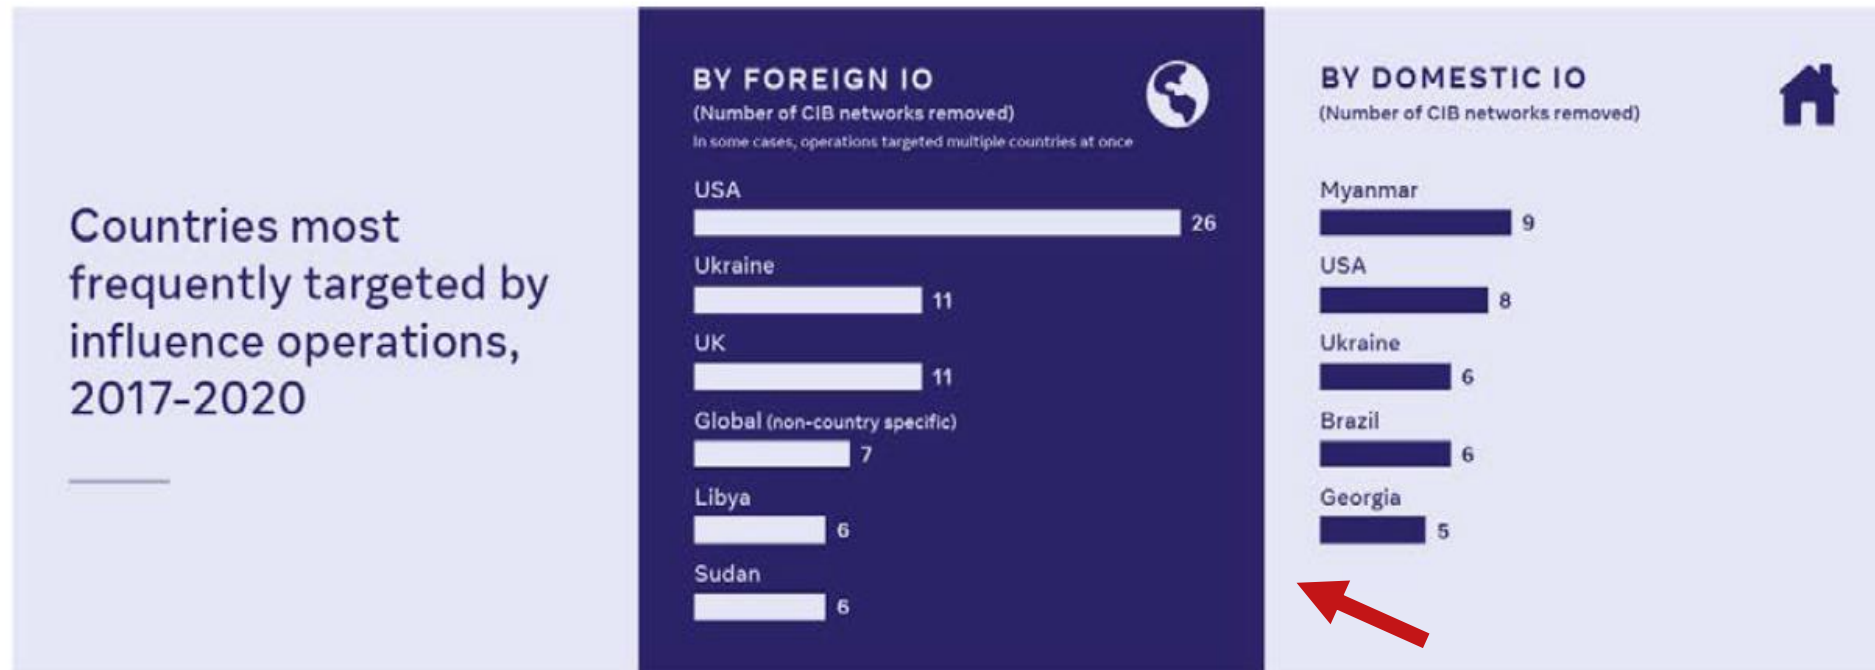 Countries most
frequently targeted by
influence operations,
2017-2020
BY FOREIGN IO
(Number of CIB networks removed)
In some cases, operations targeted multiple countries at once
USA
26
Ukraine
11
UK
11
Global (non-country specific)
7
Libya
6
Sudan
6
BY DOMESTIC IO
(Number of CIB networks removed)
Myanmar
9
USA
8
Ukraine
6
Brazil
6
Georgia
5